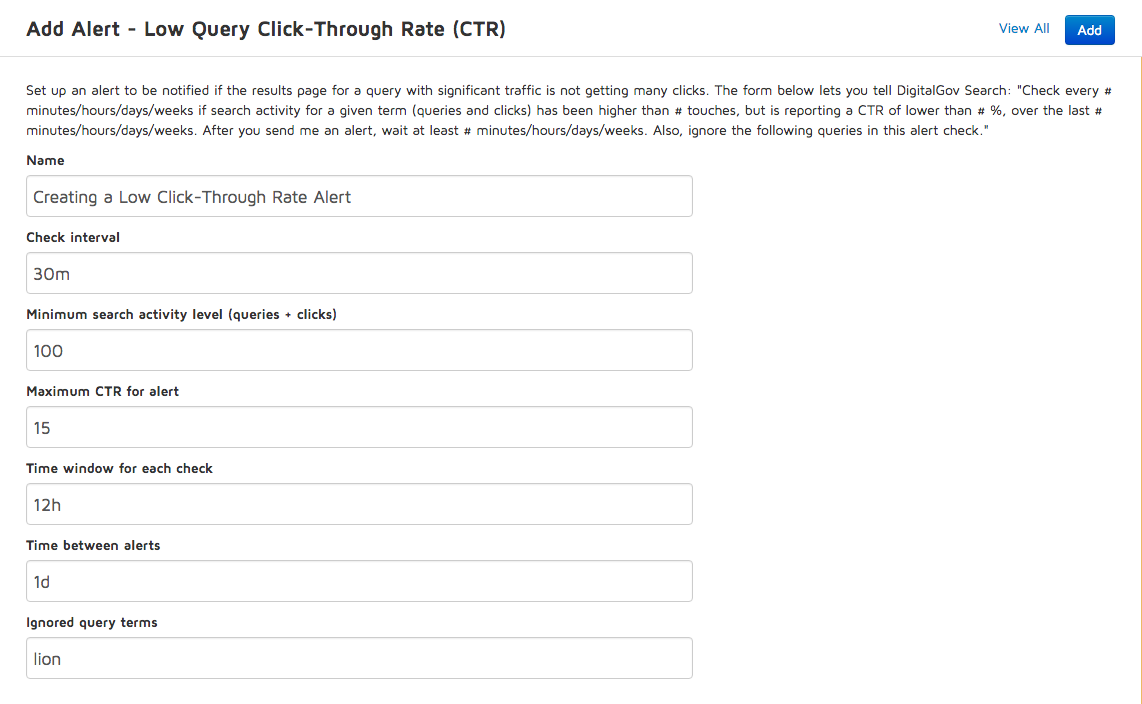 Add Alert - Low Query Click-Through Rate (CTR)
View All
Add
Set up an alert to be notified if the results page for a query with significant traffic is not getting many clicks. The form below lets you tell DigitalGov Search: "Check every #
minutes/hours/days/weeks if search activity for a given term (queries and clicks) has been higher than # touches, but is reporting a CTR of lower than # %, over the last #
minutes/hours/days/weeks. After you send me an alert, wait at least # minutes/hours/days/weeks. Also, ignore the following queries in this alert check."
Name
Creating a Low Click-Through Rate Alert
Check interval
30m
Minimum search activity level (queries + clicks)
100
Maximum CTR for alert
15
Time window for each check
12h
Time between alerts
1d
Ignored query terms
lion